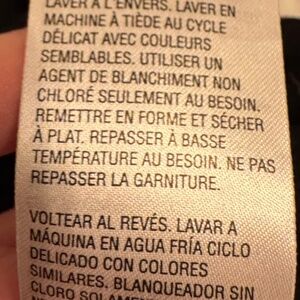 LAVER À L'ENVERS. LAVER EN
MACHINE À TIÈDE AU CYCLE
DÉLICAT AVEC COULEURS
SEMBLABLES. UTILISER UN
AGENT DE BLANCHIMENT NON
CHLORÉ SEULEMENT AU BESOIN.
REMETTRE EN FORME ET SÉCHER
À PLAT. REPASSER À BASSE
TEMPÉRATURE AU BESOIN. NE PAS
REPASSER LA GARNITURE.
VOLTEAR AL REVÉS. LAVAR A
MÁQUINA EN AGUA FRÍA CICLO
DELICADO CON COLORES
SIMILARES. BLANQUEADOR SIN
CLORO